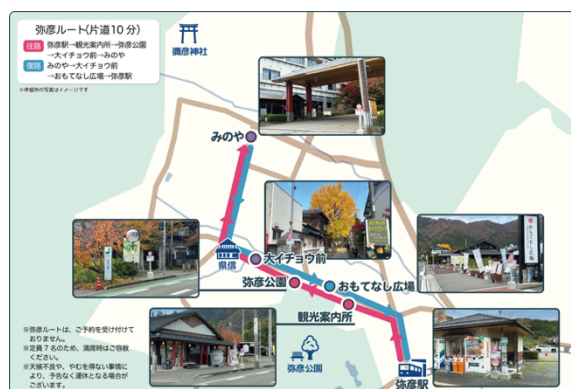 弥彦ルート(片道10分)
往路 弥彦駅→観光案内所→弥彦公園
→大イチョウ前→みのや
復路 みのや→大イチョウ前
→おもてなし広場→弥彦駅
※停留所の写真はイメージです
彌彦神社
みのや
県信
大イチョウ前
弥彦公園
おもてなし広場
観光案内所
弥彦公園
弥彦駅
おもてなし広場
※弥彦ルートは、ご予約を受け付けて
おりません。
※定員7名のため、満席時はご容赦
ください。
※天候不良や、やむを得ない事情に
より、予告なく運休となる場合が
ございます。